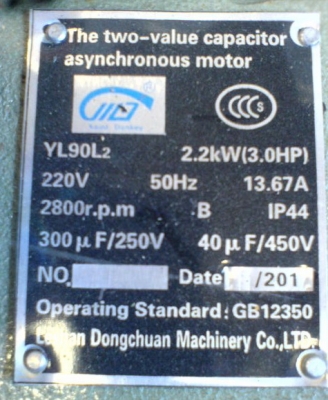 The two-value capacitor
asynchronous motor
CCC S
YL90L2 2.2kW(3.0HP)
220V 50Hz 13.67A
2800r.p.m B IP44
300μF/250V 40μF/450V
NO. Date /201
Operating Standard: GB12350
Dongchuan Machinery Co.,LTD.